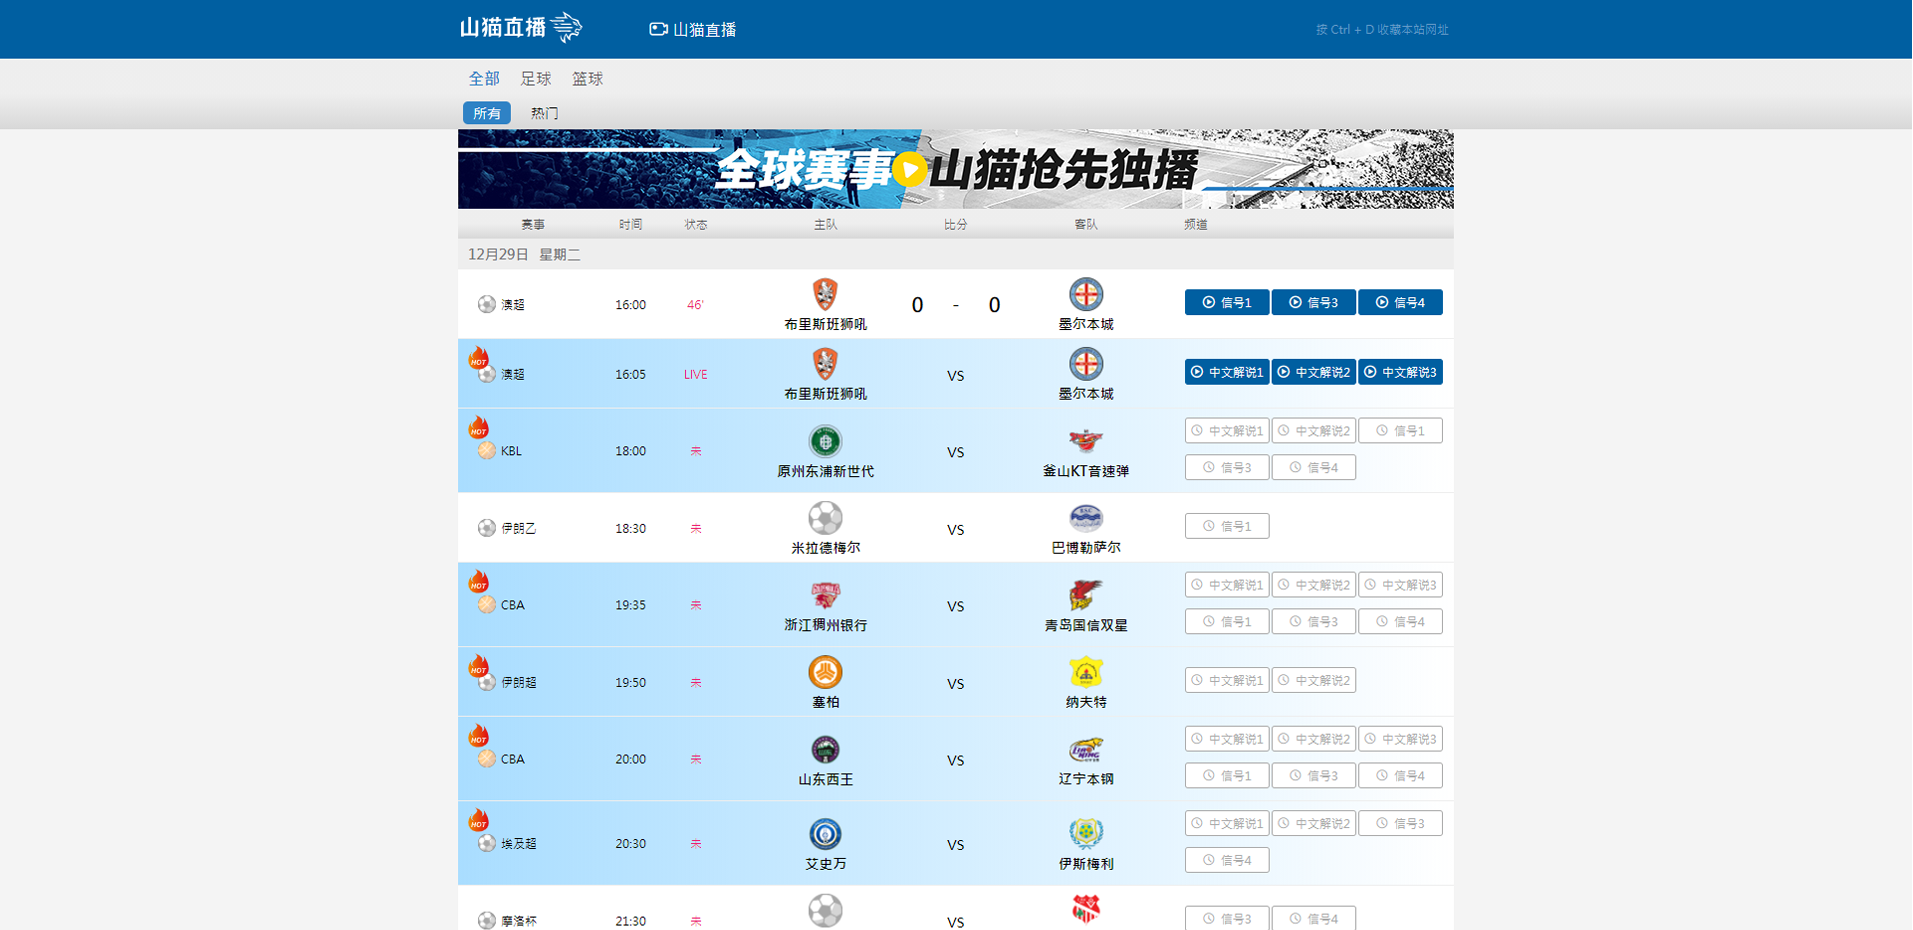 山猫直播 山猫直播 按 Ctrl + D 收藏本站网址
全部 足球 篮球
所有 热门
全球赛事 山猫抢先独播
赛事 时间 状态 主队 比分 客队 频道
12月29日 星期二
澳超 16:00 46' 布里斯班狮吼 0 - 0 墨尔本城 信号1 信号3 信号4
HOT 澳超 16:05 LIVE 布里斯班狮吼 VS 墨尔本城 中文解说1 中文解说2 中文解说3
HOT KBL 18:00 未 原州东浦新世代 VS 釜山KT音速弹 中文解说1 中文解说2 信号1
信号3 信号4
伊朗乙 18:30 未 米拉德梅尔 VS 巴博勒萨尔 信号1
HOT CBA 19:35 未 浙江稠州银行 VS 青岛国信双星 中文解说1 中文解说2 中文解说3
信号1 信号3 信号4
HOT 伊朗超 19:50 未 塞柏 VS 纳夫特 中文解说1 中文解说2
HOT CBA 20:00 未 山东西王 VS 辽宁本钢 中文解说1 中文解说2 中文解说3
信号1 信号3 信号4
HOT 埃及超 20:30 未 艾史万 VS 伊斯梅利 中文解说1 中文解说2 信号3
信号4
摩洛杯 21:30 未 VS 信号3 信号4